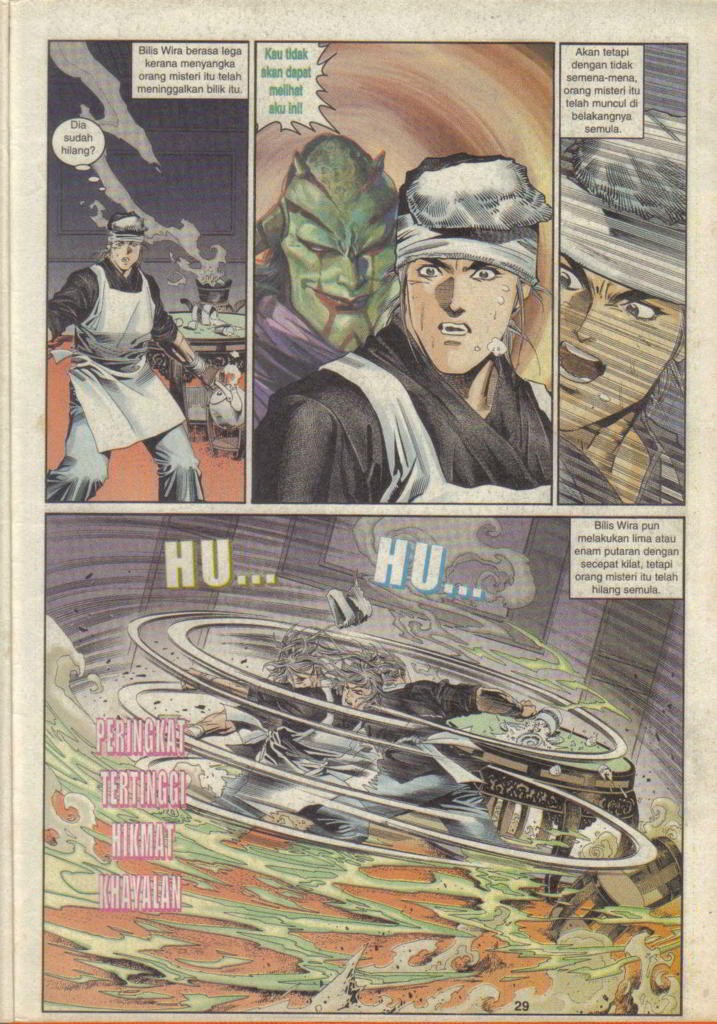 Bilis Wira berasa lega
kerana menyangka
orang misteri itu telah
meninggalkan bilik itu.
Dia
sudah
hilang?
Kau tidak
akan dapat
melihat
aku ini!
Akan tetapi
dengan tidak
semena-mena,
orang misteri itu
telah muncul di
belakangnya
semula.
Bilis Wira pun
melakukan lima atau
enam putaran dengan
secepat kilat, tetapi
orang misteri itu telah
hilang semula.
HU...
HU...
PERINGKAT
TERTINGGI
HIKMAT
KHAYALAN
29